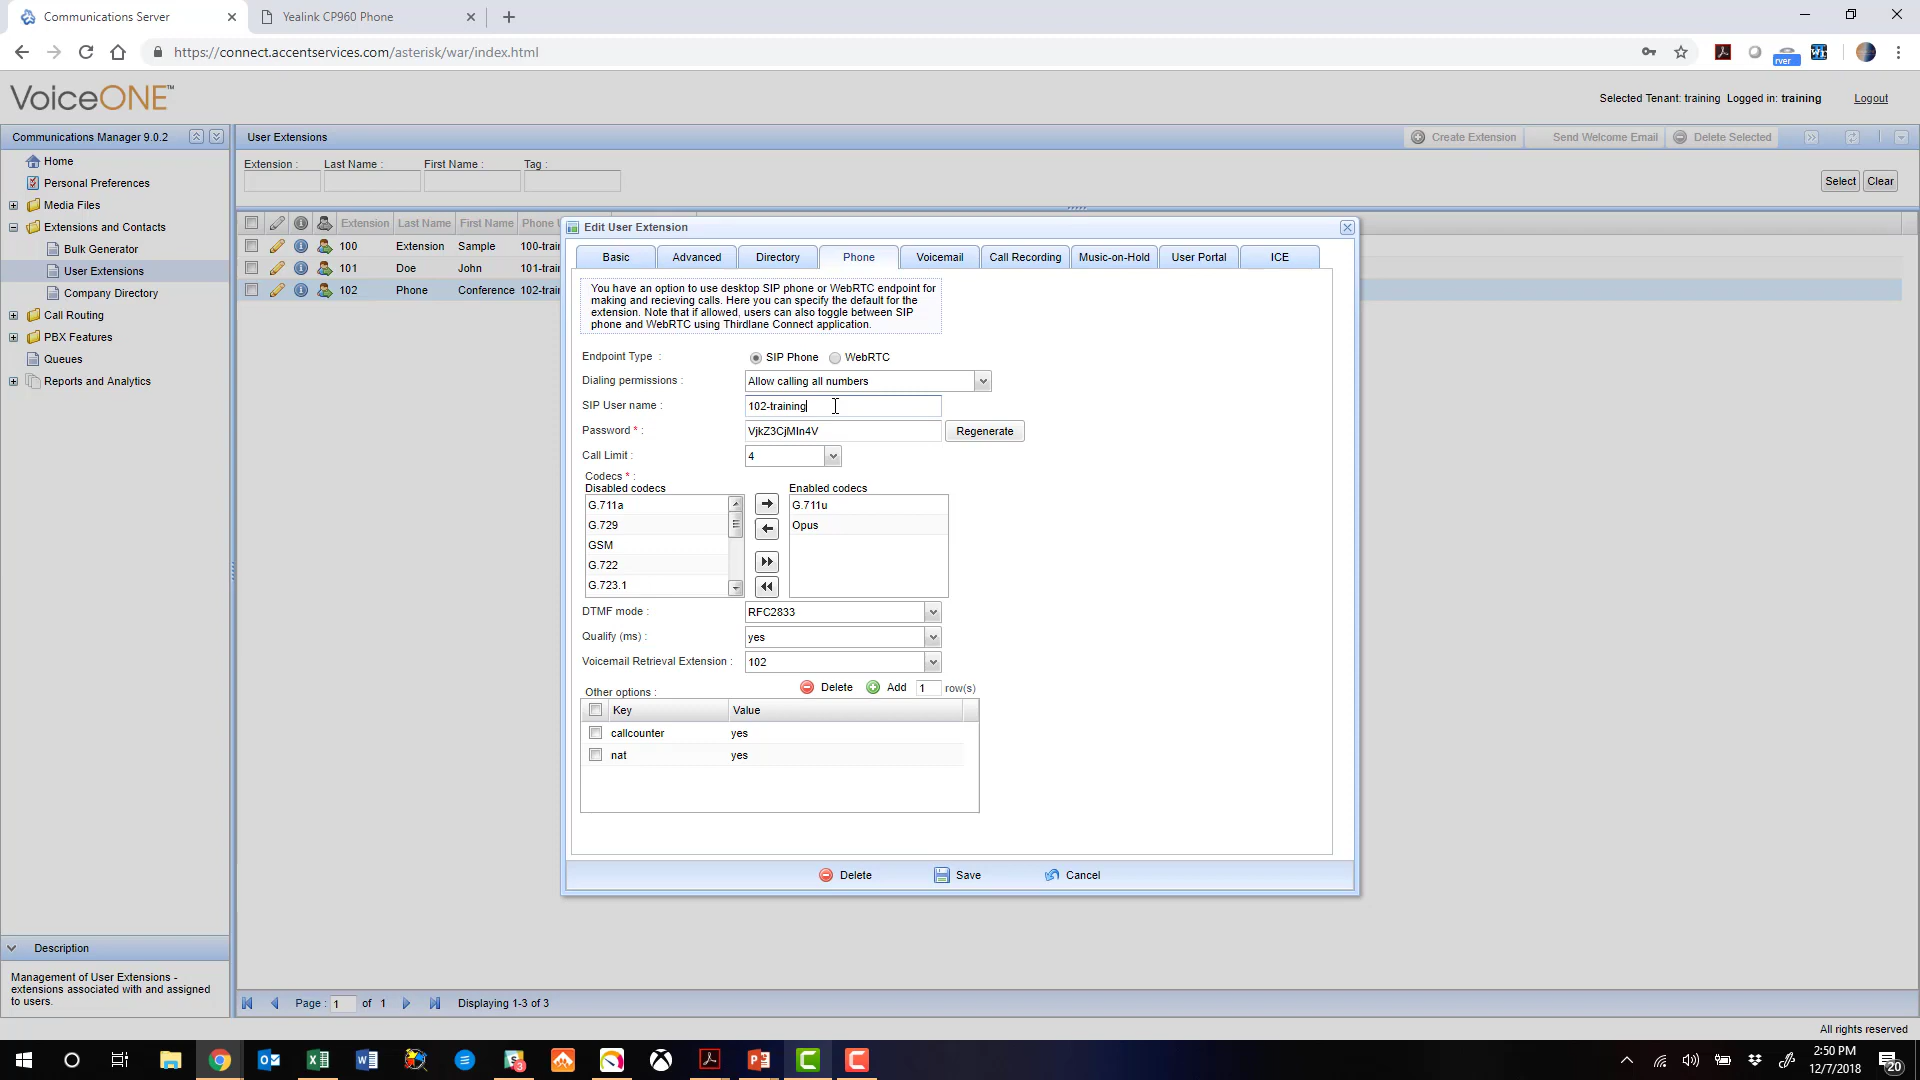 Communications Server
Yealink CP960 Phone
https://connect.accentservices.com/asterisk/war/index.html
rver
VoiceONE™
Selected Tenant: training Logged in: training Logout
Communications Manager 9.0.2
User Extensions
Create Extension
Send Welcome Email
Delete Selected
Home
Personal Preferences
Media Files
Extensions and Contacts
Bulk Generator
User Extensions
Company Directory
Call Routing
PBX Features
Queues
Reports and Analytics
Extension : Last Name : First Name : Tag :
Select Clear
Extension Last Name First Name Phone
100 Extension Sample
101 Doe John
102 Phone Conference
Edit User Extension
Basic Advanced Directory Phone Voicemail Call Recording Music-on-Hold User Portal ICE
You have an option to use desktop SIP phone or WebRTC endpoint for
making and recieving calls. Here you can specify the default for the
extension. Note that if allowed, users can also toggle between SIP
phone and WebRTC using Thirdlane Connect application.
Endpoint Type : SIP Phone WebRTC
Dialing permissions : Allow calling all numbers
SIP User name : 102-training
Password * : Regenerate
Call Limit : 4
Codecs * :
Disabled codecs Enabled codecs
G.711a G.711u
G.729 Opus
GSM
G.722
G.723.1
DTMF mode : RFC2833
Qualify (ms) : yes
Voicemail Retrieval Extension : 102
Other options : Delete Add 1 row(s)
Key Value
callcounter yes
nat yes
Delete Save Cancel
Description
Management of User Extensions -
extensions associated with and assigned
to users.
Page : 1 of 1 Displaying 1-3 of 3
All rights reserved
2:50 PM
12/7/2018
20